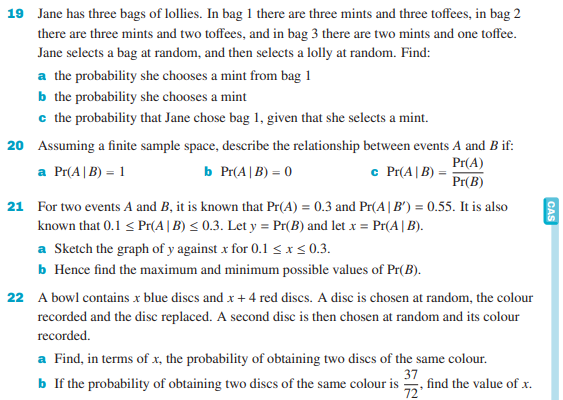 19 Jane has three bags of lollies. In bag 1 there are three mints and three toffees, in bag 2
there are three mints and two toffees, and in bag 3 there are two mints and one toffee.
Jane selects a bag at random, and then selects a lolly at random. Find:
a the probability she chooses a mint from bag 1
b the probability she chooses a mint
c the probability that Jane chose bag 1, given that she selects a mint.
20 Assuming a finite sample space, describe the relationship between events A and B if:
a Pr(A | B) = 1 b Pr(A | B) = 0 c Pr(A | B) = Pr(A)/Pr(B)
21 For two events A and B, it is known that Pr(A) = 0.3 and Pr(A | B′) = 0.55. It is also
known that 0.1 ≤ Pr(A | B) ≤ 0.3. Let y = Pr(B) and let x = Pr(A | B).
a Sketch the graph of y against x for 0.1 ≤ x ≤ 0.3.
b Hence find the maximum and minimum possible values of Pr(B).
22 A bowl contains x blue discs and x + 4 red discs. A disc is chosen at random, the colour
recorded and the disc replaced. A second disc is then chosen at random and its colour
recorded.
a Find, in terms of x, the probability of obtaining two discs of the same colour.
b If the probability of obtaining two discs of the same colour is 37/72, find the value of x.
CAS